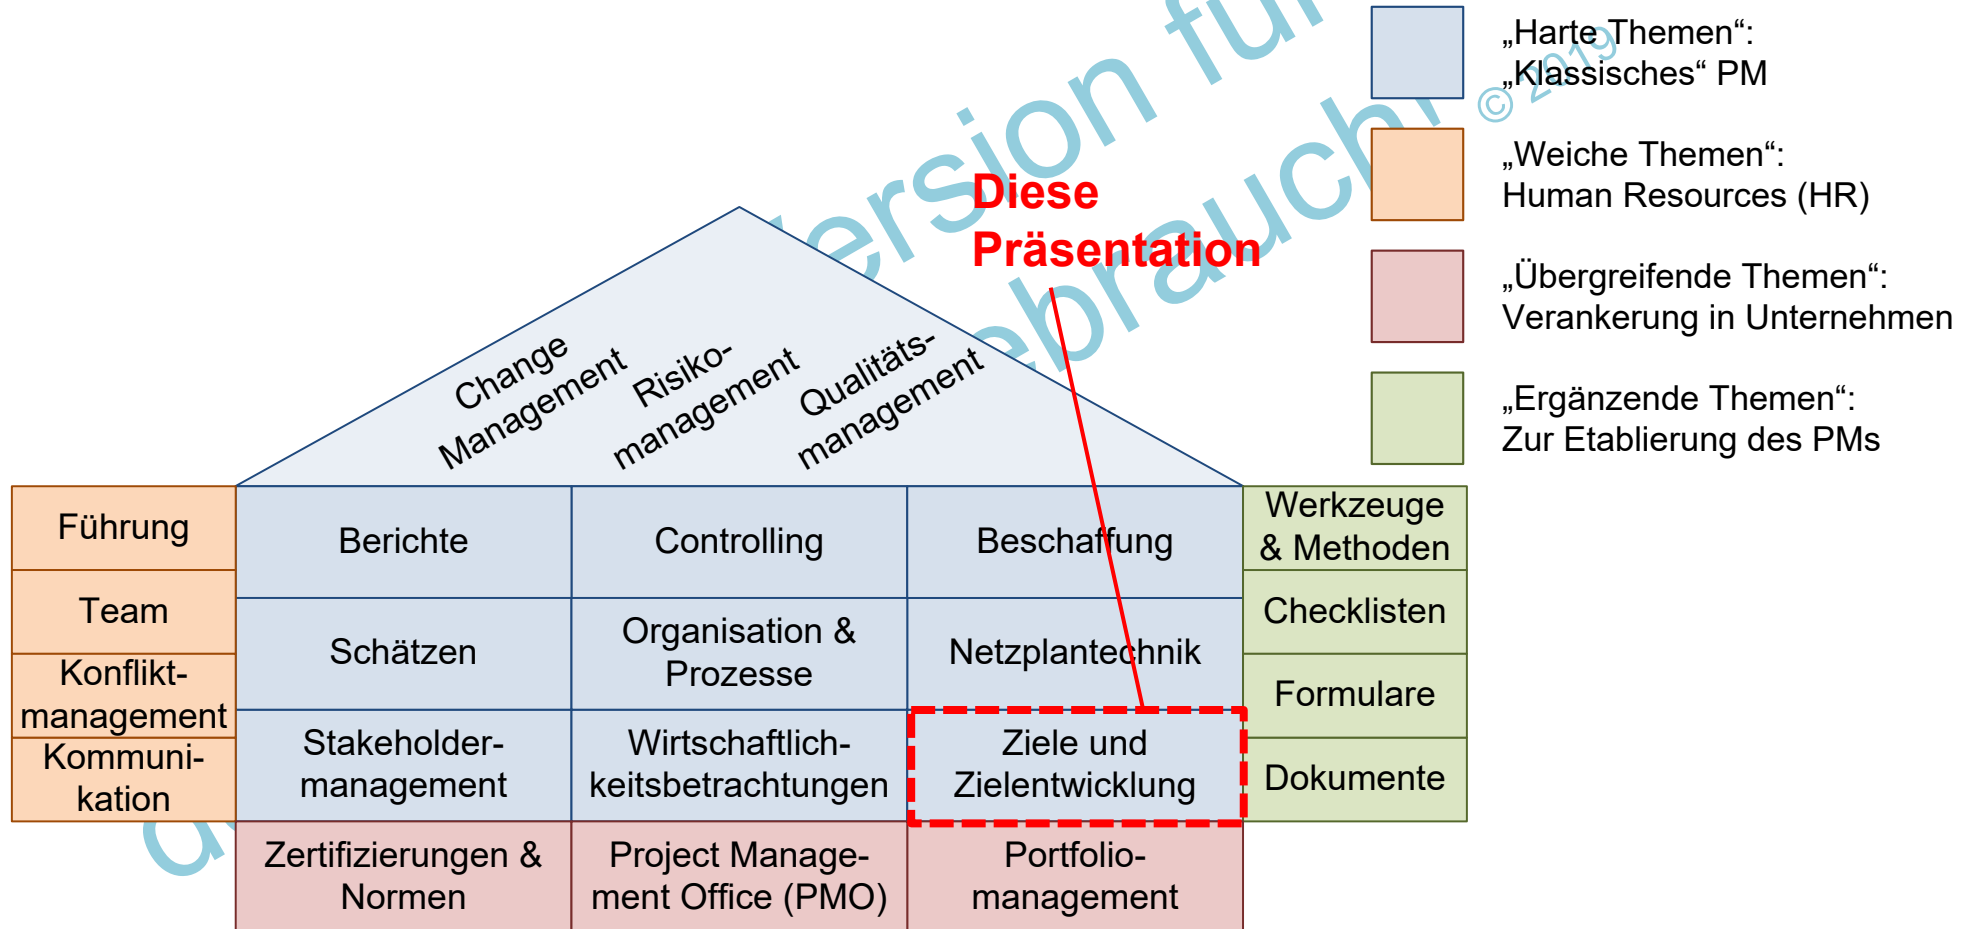 „Harte Themen“:
„Klassisches“ PM
© 2019
„Weiche Themen“:
Human Resources (HR)
„Übergreifende Themen“:
Verankerung in Unternehmen
„Ergänzende Themen“:
Zur Etablierung des PMs
Diese
Präsentation
Change
Management
Risiko-
management
Qualitäts-
management
Führung
Team
Konflikt-
management
Kommuni-
kation
Berichte
Controlling
Beschaffung
Schätzen
Organisation &
Prozesse
Netzplantechnik
Stakeholder-
management
Wirtschaftlich-
keitsbetrachtungen
Ziele und
Zielentwicklung
Werkzeuge
& Methoden
Checklisten
Formulare
Dokumente
Zertifizierungen &
Normen
Project Manage-
ment Office (PMO)
Portfolio-
management